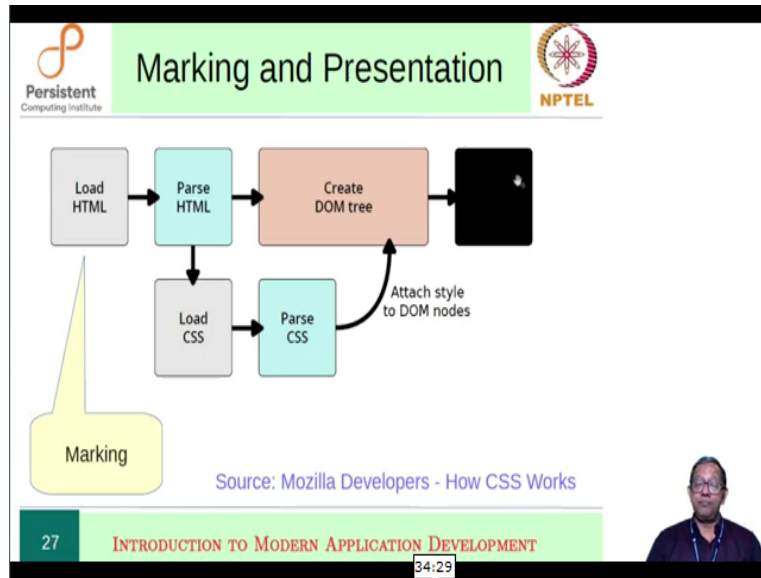 Persistent
Computing Institute
Marking and Presentation
NPTEL
Load
HTML
Parse
HTML
Create
DOM tree
Load
CSS
Parse
CSS
Attach style
to DOM nodes
Marking
Source: Mozilla Developers - How CSS Works
27
INTRODUCTION TO MODERN APPLICATION DEVELOPMENT
34:29